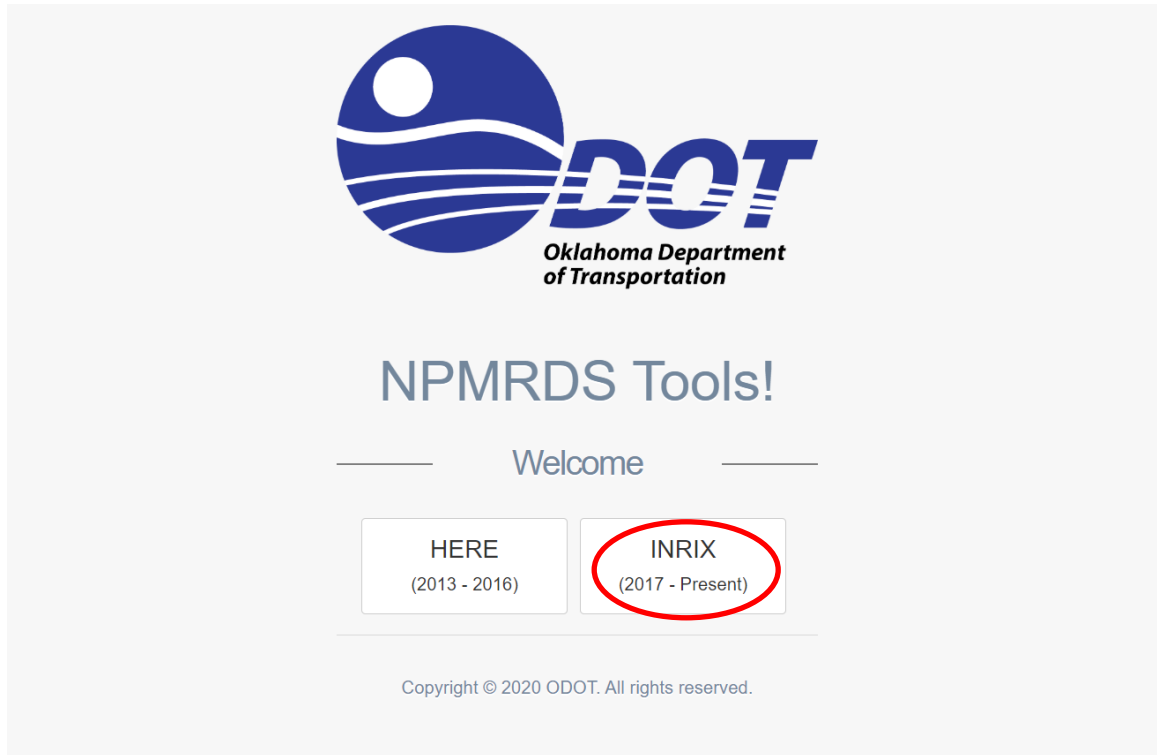 ODOT
Oklahoma Department
of Transportation
NPMRDS Tools!
Welcome
HERE
(2013 - 2016)
INRIX
(2017 - Present)
Copyright © 2020 ODOT. All rights reserved.